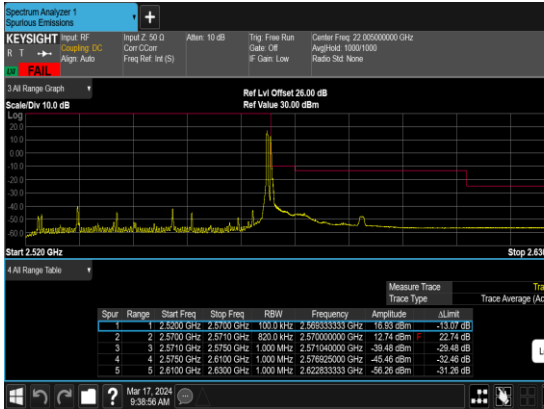 Spectrum Analyzer 1
Spurious Emissions
+
KEYSIGHT Input: RF Input Z: 50 Ω Atten: 10 dB Trig: Free Run Center Freq: 22.005000000 GHz
R T Coupling: DC Corr CCorr Gate: Off Avg|Hold: 1000/1000
Align: Auto Freq Ref: Int (S) IF Gain: Low Radio Std: None
FAIL
3 All Range Graph
Ref Lvl Offset 26.00 dB
Scale/Div 10.0 dB Ref Value 30.00 dBm
Log
20.0
10.0
0.00
-10.0
-20.0
-30.0
-40.0
-50.0
-60.0
Start 2.520 GHz Stop 2.630
4 All Range Table
Measure Trace Tra
Trace Type Trace Average (Ac
Spur Range Start Freq Stop Freq RBW Frequency Amplitude ΔLimit
1 1 2.5200 GHz 2.5700 GHz 100.0 kHz 2.569333333 GHz 16.93 dBm -13.07 dB
2 2 2.5700 GHz 2.5710 GHz 820.0 kHz 2.570000000 GHz 12.74 dBm F 22.74 dB
3 3 2.5710 GHz 2.5750 GHz 1.000 MHz 2.571040000 GHz -39.48 dBm -29.48 dB
4 4 2.5750 GHz 2.6100 GHz 1.000 MHz 2.576925000 GHz -45.46 dBm -32.46 dB
5 5 2.6100 GHz 2.6300 GHz 1.000 MHz 2.622833333 GHz -56.26 dBm -31.26 dB
L
?
Mar 17, 2024
9:38:56 AM